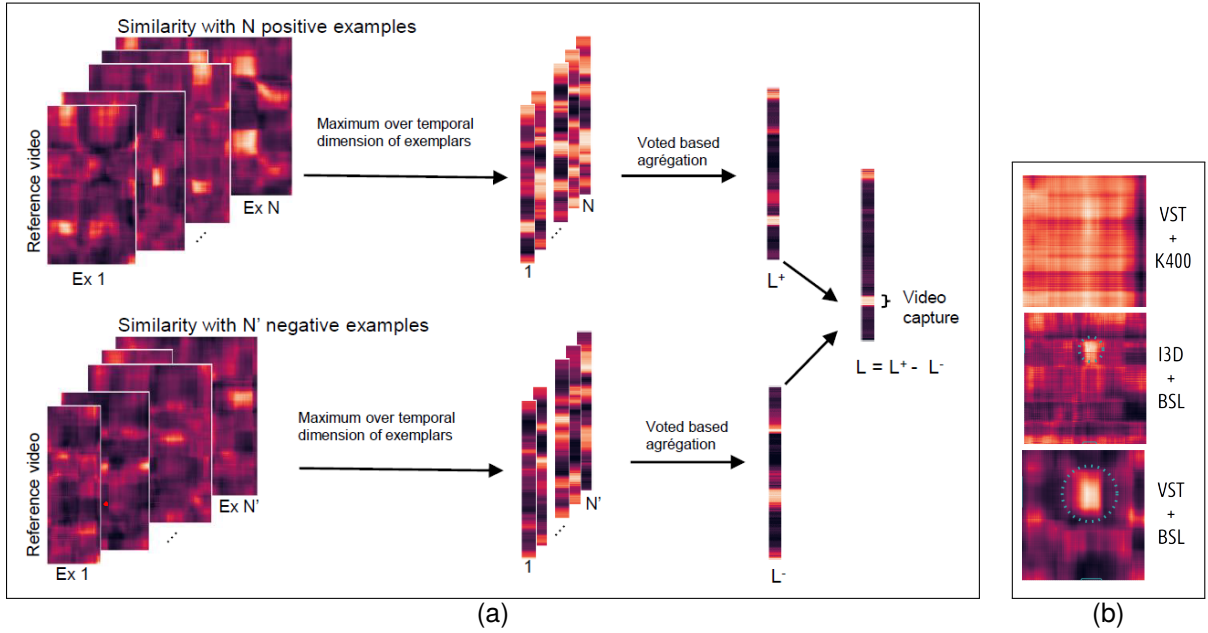 Similarity with N positive examples
Reference video
Ex 1
...
Ex N
Maximum over temporal
dimension of exemplars
1
...
N
Voted based
agrégation
L+
Video
capture
L = L+ - L-
Similarity with N' negative examples
Reference video
Ex 1
...
Ex N'
Maximum over temporal
dimension of exemplars
1
...
N'
Voted based
agrégation
L-
(a)
VST
+
K400
I3D
+
BSL
VST
+
BSL
(b)